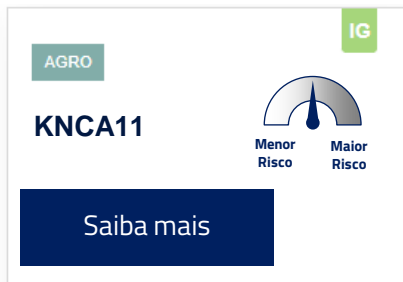 IG
AGRO
KNCA11
Menor
Risco
Maior
Risco
Saiba mais